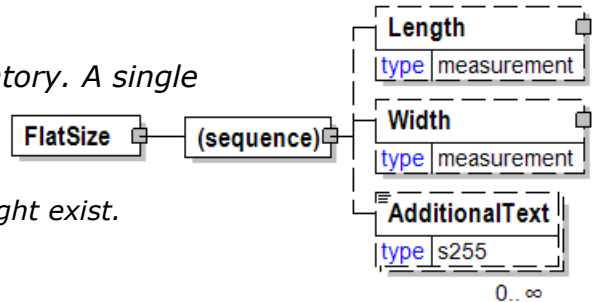 Length
type measurement
tory. A single
Width
FlatSize (sequence)
type measurement
ght exist.
AdditionalText
type s255
0.. ∞